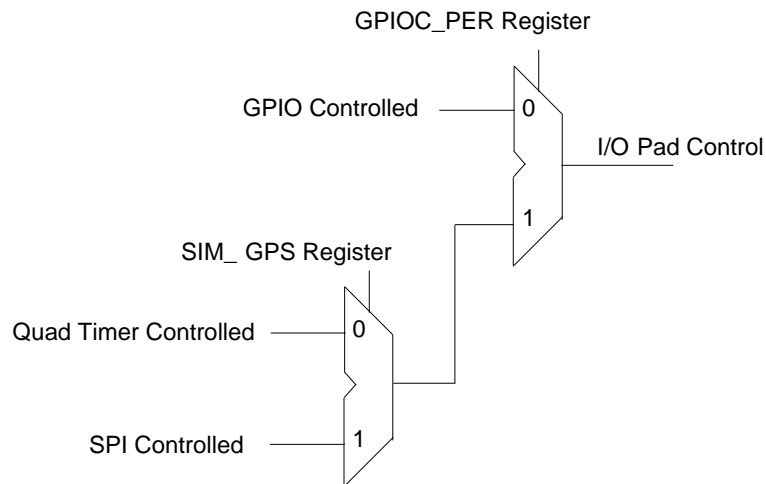 GPIOC_PER Register
GPIO Controlled
0
I/O Pad Control
1
SIM_ GPS Register
Quad Timer Controlled
0
SPI Controlled
1